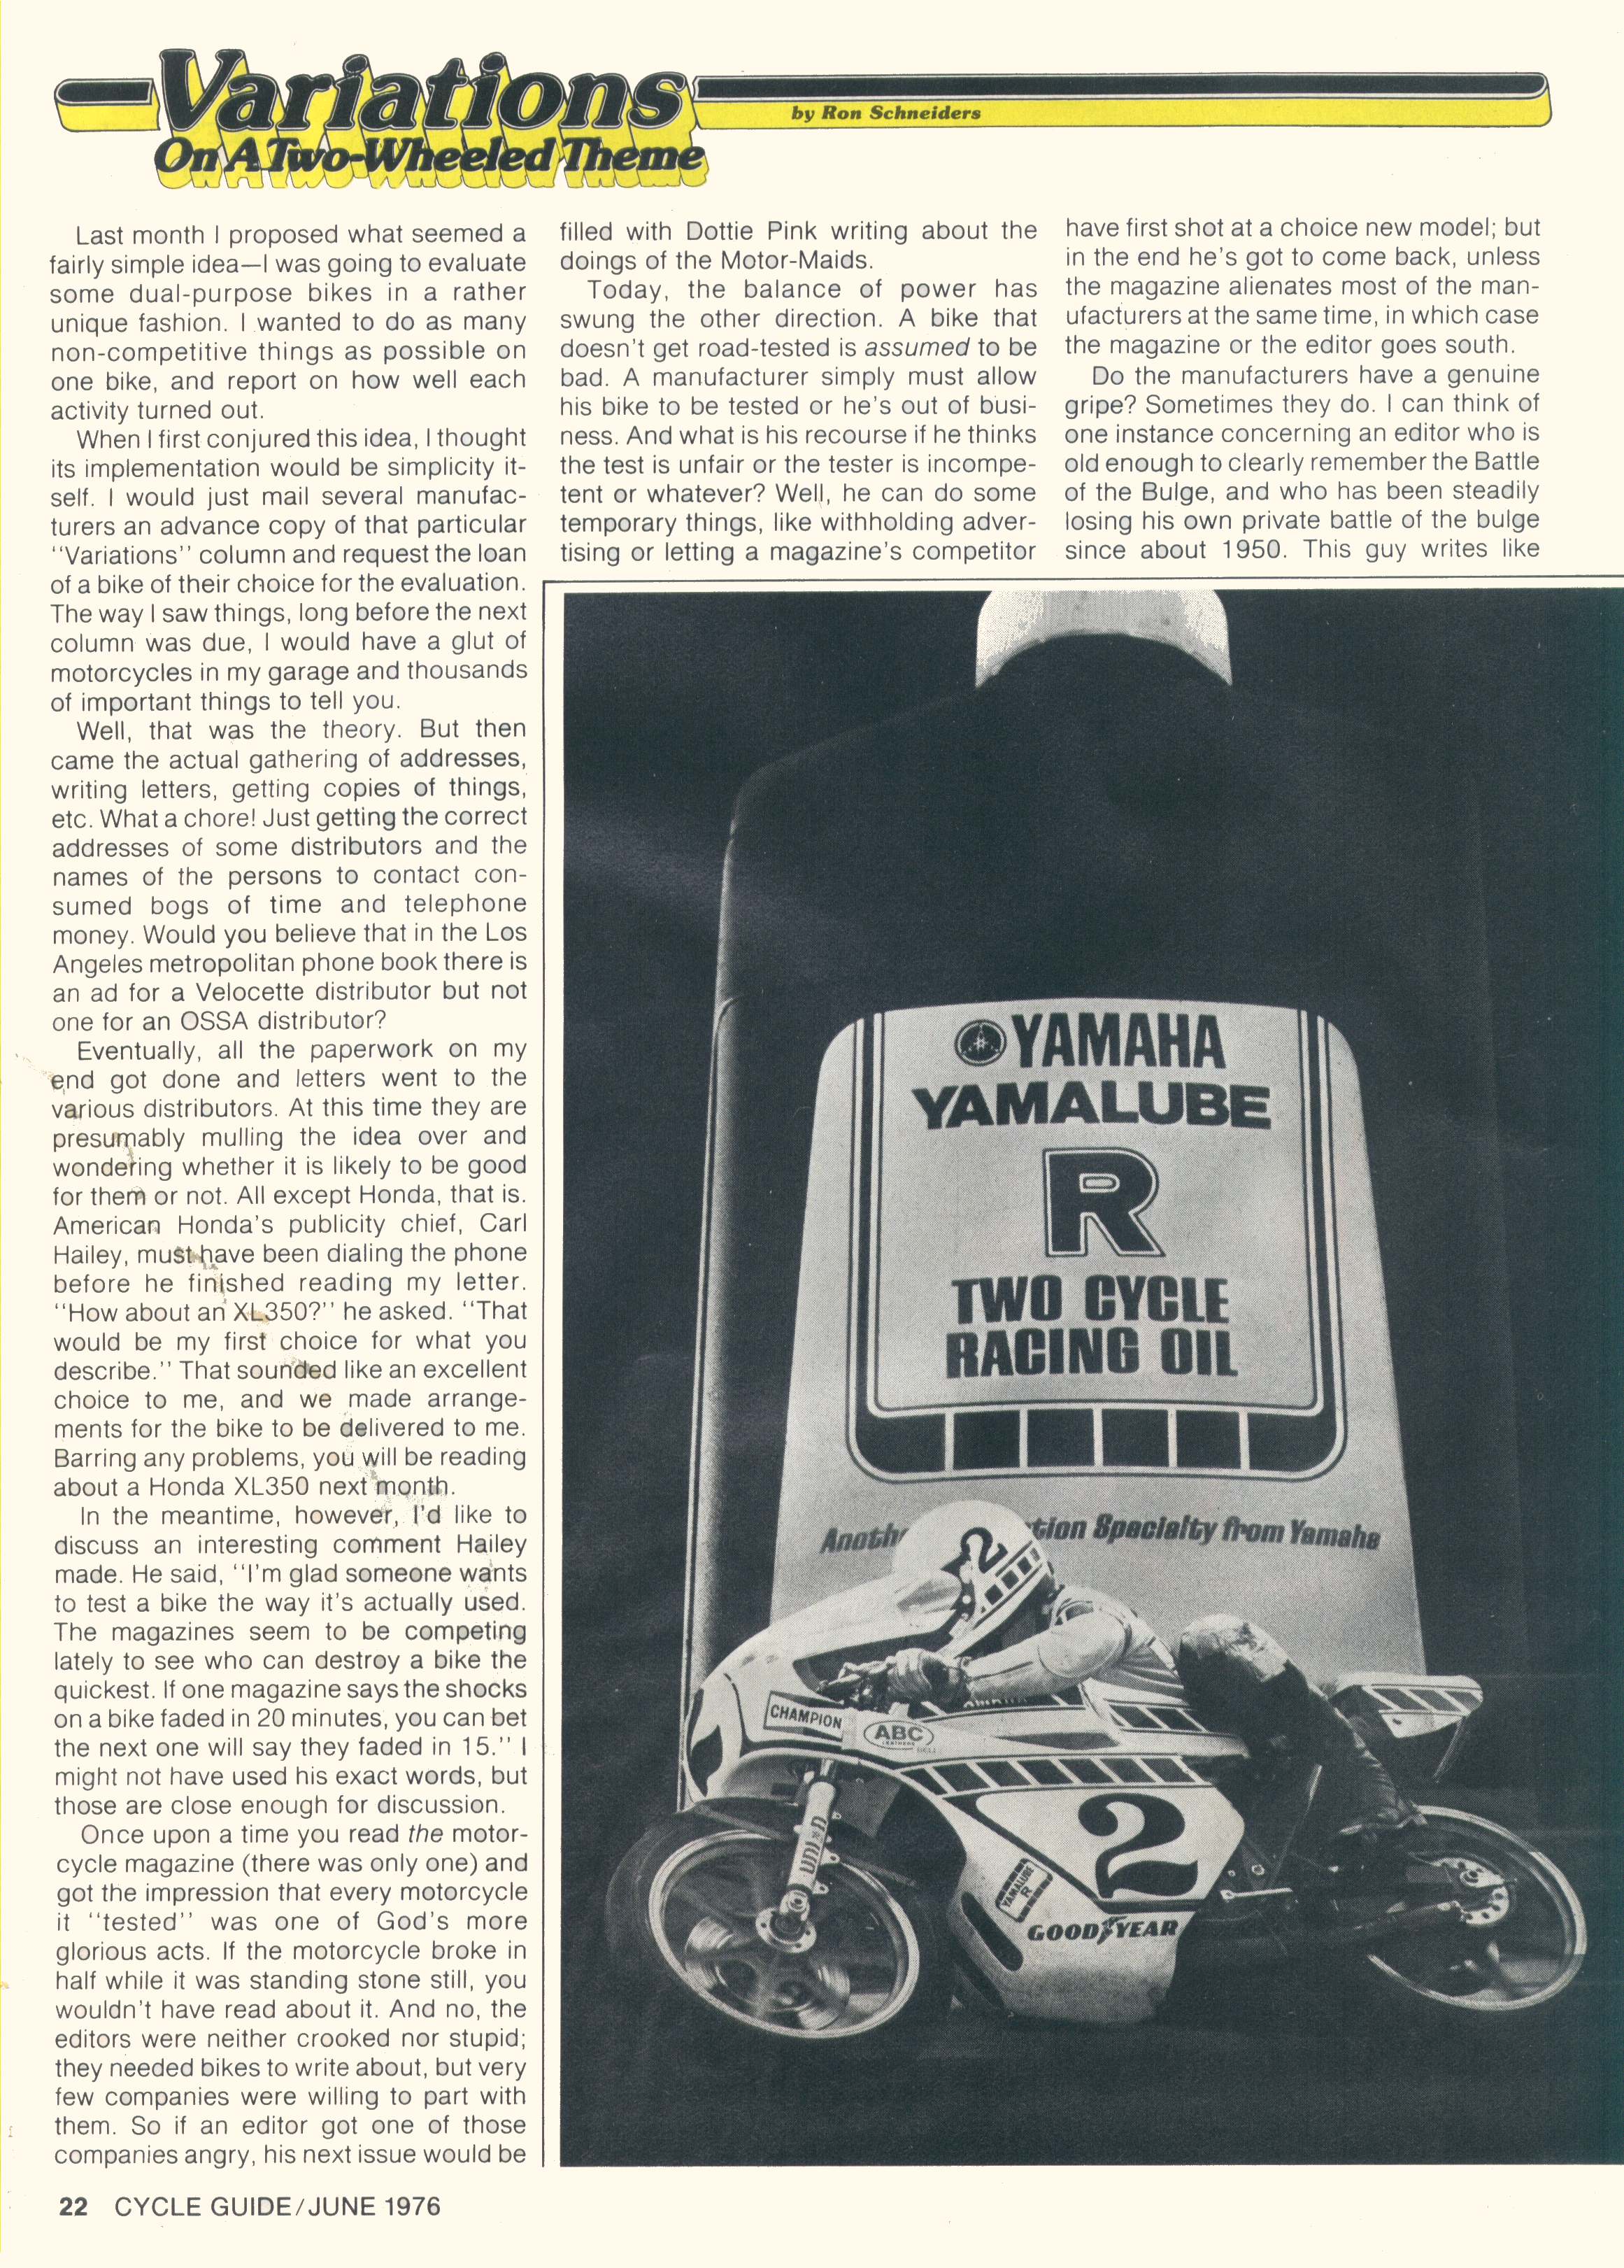 Variations
by Ron Schneiders
On A Two-Wheeled Theme
Last month I proposed what seemed a
fairly simple idea—I was going to evaluate
some dual-purpose bikes in a rather
unique fashion. I wanted to do as many
non-competitive things as possible on
one bike, and report on how well each
activity turned out.
When I first conjured this idea, I thought
its implementation would be simplicity it-
self. I would just mail several manufac-
turers an advance copy of that particular
"Variations" column and request the loan
of a bike of their choice for the evaluation.
The way I saw things, long before the next
column was due, I would have a glut of
motorcycles in my garage and thousands
of important things to tell you.
Well, that was the theory. But then
came the actual gathering of addresses,
writing letters, getting copies of things,
etc. What a chore! Just getting the correct
addresses of some distributors and the
names of the persons to contact con-
sumed bogs of time and telephone
money. Would you believe that in the Los
Angeles metropolitan phone book there is
an ad for a Velocette distributor but not
one for an OSSA distributor?
Eventually, all the paperwork on my
end got done and letters went to the
various distributors. At this time they are
presumably mulling the idea over and
wondering whether it is likely to be good
for them or not. All except Honda, that is.
American Honda's publicity chief, Carl
Hailey, must have been dialing the phone
before he finished reading my letter.
"How about an XL350?" he asked. "That
would be my first choice for what you
describe." That sounded like an excellent
choice to me, and we made arrange-
ments for the bike to be delivered to me.
Barring any problems, you will be reading
about a Honda XL350 next month.
In the meantime, however, I'd like to
discuss an interesting comment Hailey
made. He said, "I'm glad someone wants
to test a bike the way it's actually used.
The magazines seem to be competing
lately to see who can destroy a bike the
quickest. If one magazine says the shocks
on a bike faded in 20 minutes, you can bet
the next one will say they faded in 15." I
might not have used his exact words, but
those are close enough for discussion.
Once upon a time you read the motor-
cycle magazine (there was only one) and
got the impression that every motorcycle
it "tested" was one of God's more
glorious acts. If the motorcycle broke in
half while it was standing stone still, you
wouldn't have read about it. And no, the
editors were neither crooked nor stupid;
they needed bikes to write about, but very
few companies were willing to part with
them. So if an editor got one of those
companies angry, his next issue would be
filled with Dottie Pink writing about the
doings of the Motor-Maids.
Today, the balance of power has
swung the other direction. A bike that
doesn't get road-tested is assumed to be
bad. A manufacturer simply must allow
his bike to be tested or he's out of busi-
ness. And what is his recourse if he thinks
the test is unfair or the tester is incompe-
tent or whatever? Well, he can do some
temporary things, like withholding adver-
tising or letting a magazine's competitor
have first shot at a choice new model; but
in the end he's got to come back, unless
the magazine alienates most of the man-
ufacturers at the same time, in which case
the magazine or the editor goes south.
Do the manufacturers have a genuine
gripe? Sometimes they do. I can think of
one instance concerning an editor who is
old enough to clearly remember the Battle
of the Bulge, and who has been steadily
losing his own private battle of the bulge
since about 1950. This guy writes like
YAMAHA
YAMALUBE
R
TWO CYCLE
RACING OIL
Anoth tion Specialty from Yamaha
2
CHAMPION
ABC
BELL
YAMAHA
2
YAMALUBE
R
GOODYEAR
22 CYCLE GUIDE/JUNE 1976